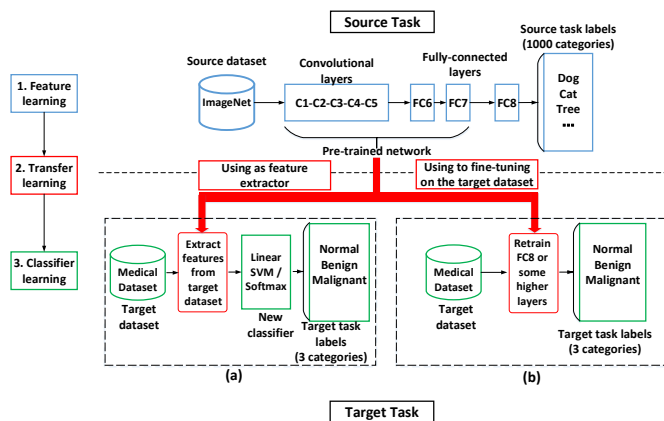 Source Task
Source task labels
(1000 categories)
Source dataset
Convolutional
layers
Fully-connected
layers
1. Feature
learning
ImageNet
C1-C2-C3-C4-C5
FC6
FC7
FC8
Dog
Cat
Tree
...
Pre-trained network
2. Transfer
learning
Using as feature
extractor
Using to fine-tuning
on the target dataset
3. Classifier
learning
Medical
Dataset
Target dataset
Extract
features
from
target
dataset
Linear
SVM /
Softmax
New
classifier
Normal
Benign
Malignant
Target task
labels
(3 categories)
(a)
Medical
Dataset
Target
dataset
Retrain
FC8 or
some
higher
layers
Normal
Benign
Malignant
Target task labels
(3 categories)
(b)
Target Task